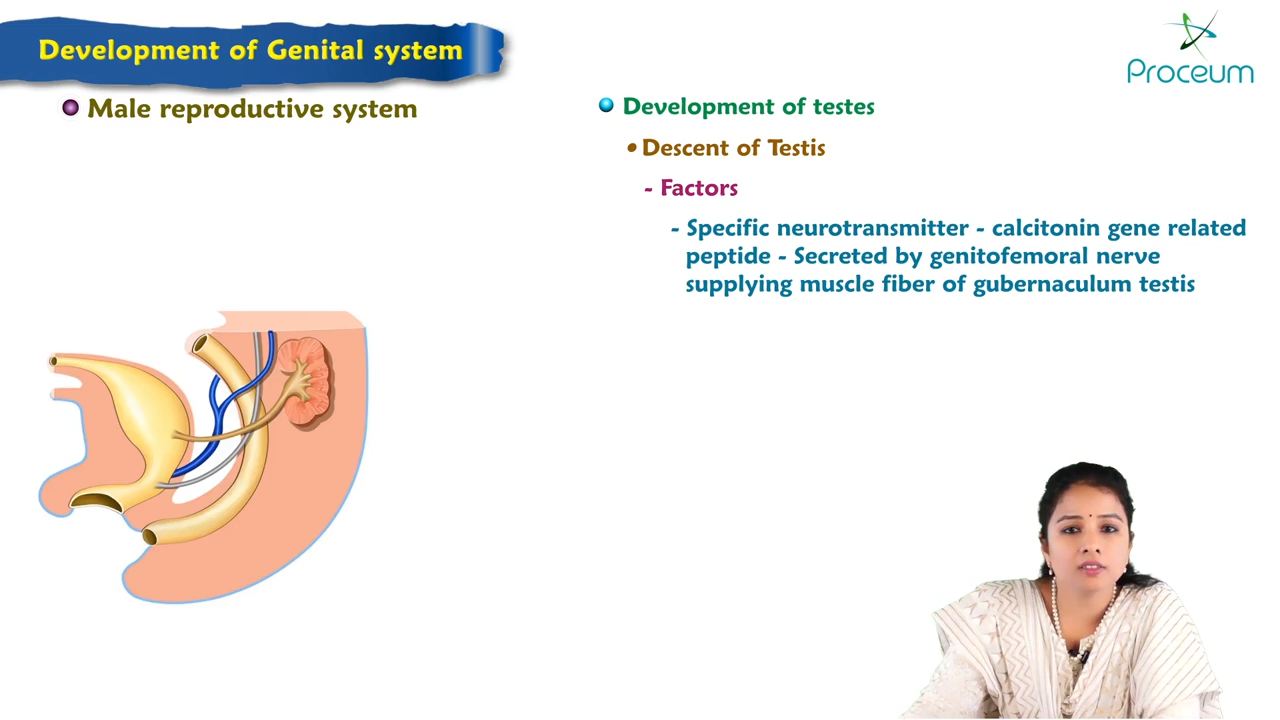 Development of Genital system
Proceum
Male reproductive system
Development of testes
Descent of Testis
- Factors
- Specific neurotransmitter - calcitonin gene related
peptide - Secreted by genitofemoral nerve
supplying muscle fiber of gubernaculum testis